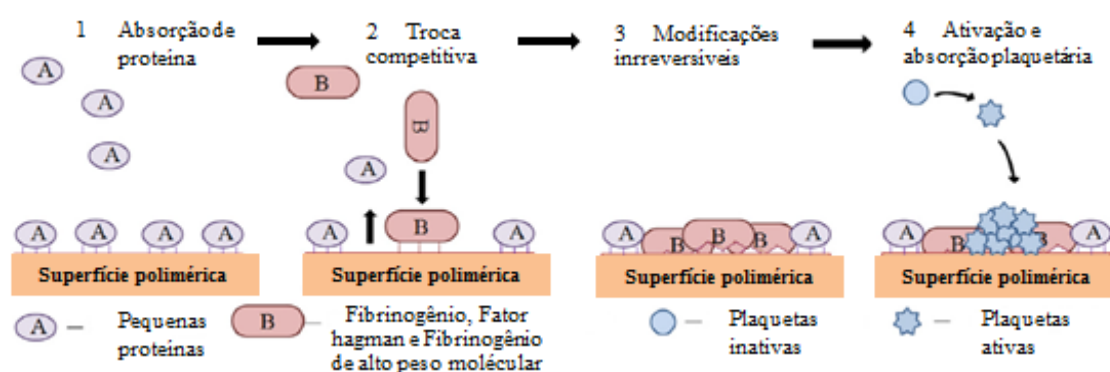 1 Absorção de
proteína
2 Troca
competitiva
3 Modificações
inrreversíveis
4 Ativação e
absorção plaquetária
A
A
A
B
B
A
A
A
A
A
A
B
A
A
B
B
B
A
A
B
B
A
Superfície polimérica
Superfície polimérica
Superfície polimérica
Superfície polimérica
A — Pequenas
proteínas
B — Fibrinogênio, Fator
hagman e Fibrinogênio
de alto peso molécular
— Plaquetas
inativas
— Plaquetas
ativas